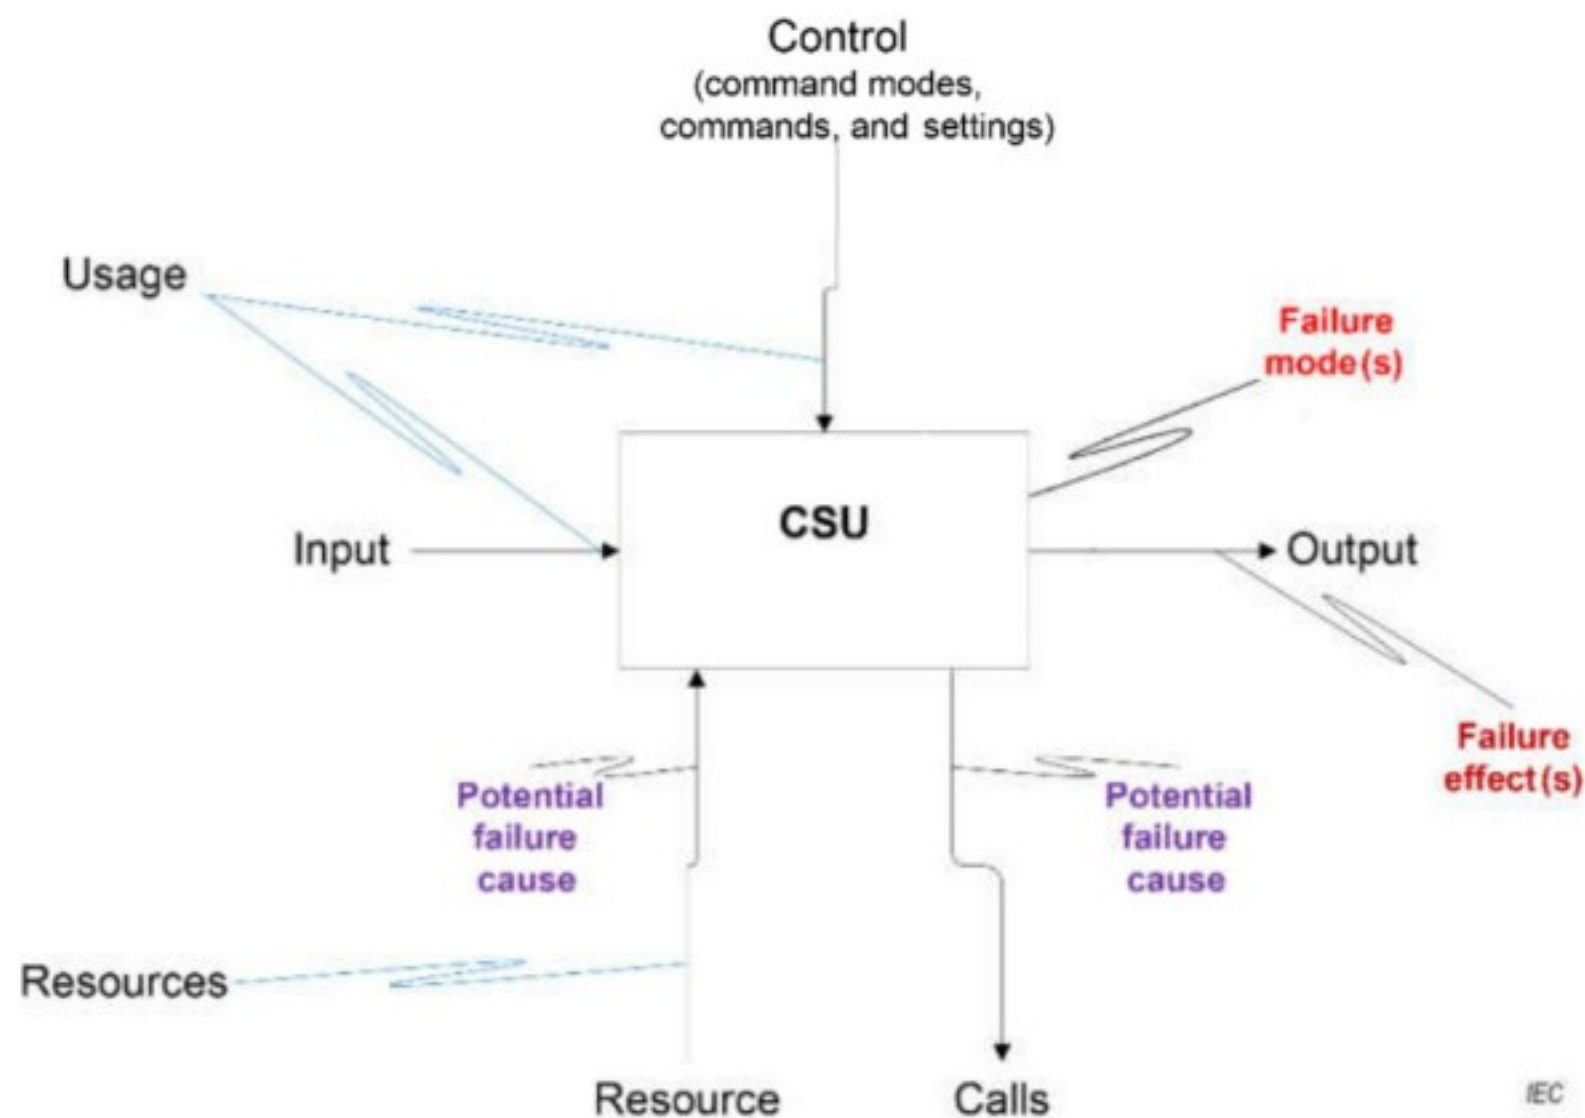 Control
(command modes,
commands, and settings)
Usage
Failure
mode(s)
CSU
Input
Output
Failure
effect(s)
Potential
failure
cause
Potential
failure
cause
Resources
Resource
Calls
IEC